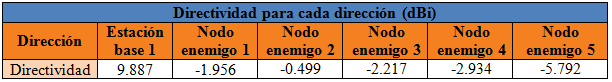 Directividad para cada dirección (dBi)
Dirección Estación base 1 Nodo enemigo 1 Nodo enemigo 2 Nodo enemigo 3 Nodo enemigo 4 Nodo enemigo 5
Directividad 9.887 -1.956 -0.499 -2.217 -2.934 -5.792